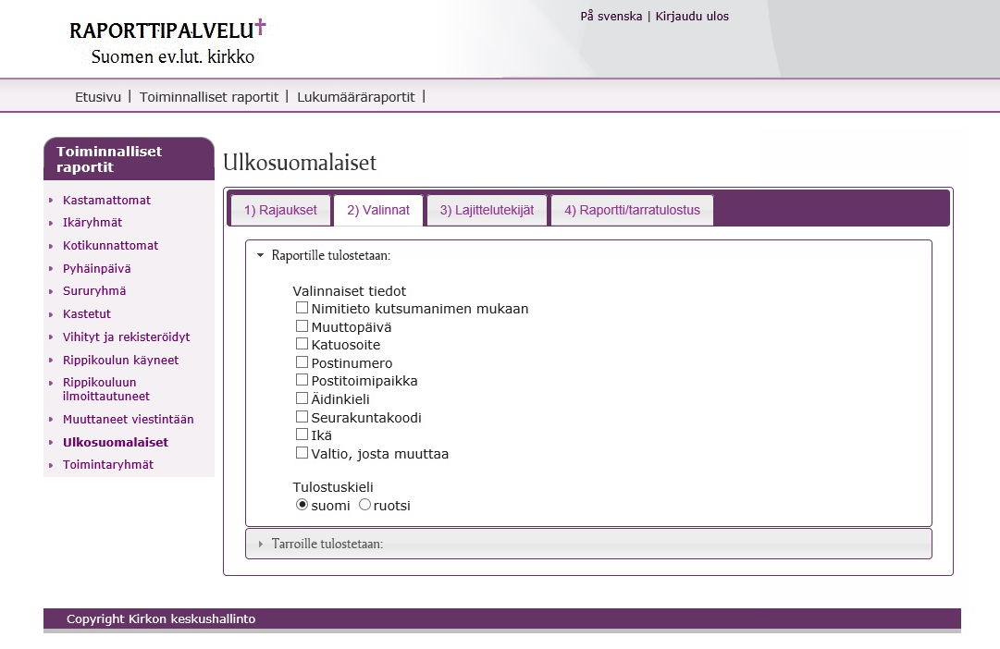 RAPORTTIPALVELUT
Suomen ev.lut. kirkko
På svenska | Kirjaudu ulos
Etusivu | Toiminnalliset raportit | Lukumääräraportit |
Toiminnalliset
raportit
Kastamattomat
Ikäryhmät
Kotikunnattomat
Pyhäinpäivä
Sururyhmä
Kastetut
Vihityt ja rekisteröidyt
Rippikoulun käyneet
Rippikouluun
ilmoittautuneet
Muuttaneet viestintään
Ulkosuomalaiset
Toimintaryhmät
Ulkosuomalaiset
1) Rajaukset 2) Valinnat 3) Lajittelutekijät 4) Raportti/tarratulostus
Raportille tulostetaan:
Valinnaiset tiedot
Nimitieto kutsumanimen mukaan
Muuttopäivä
Katuosoite
Postinumero
Postitoimipaikka
Äidinkieli
Seurakuntakoodi
Ikä
Valtio, josta muuttaa
Tulostuskieli
suomi ruotsi
Tarroille tulostetaan:
Copyright Kirkon keskushallinto